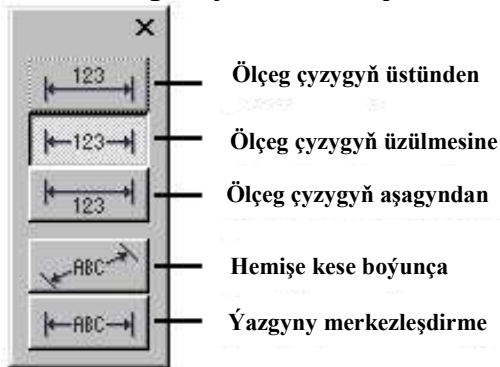 123
Ölçeg çyzygyň üstünden
123
Ölçeg çyzygyň üzülmesine
123
Ölçeg çyzygyň aşagyndan
ABC
Hemişe kese boýunça
ABC
Ýazgyny merkezleşdirme